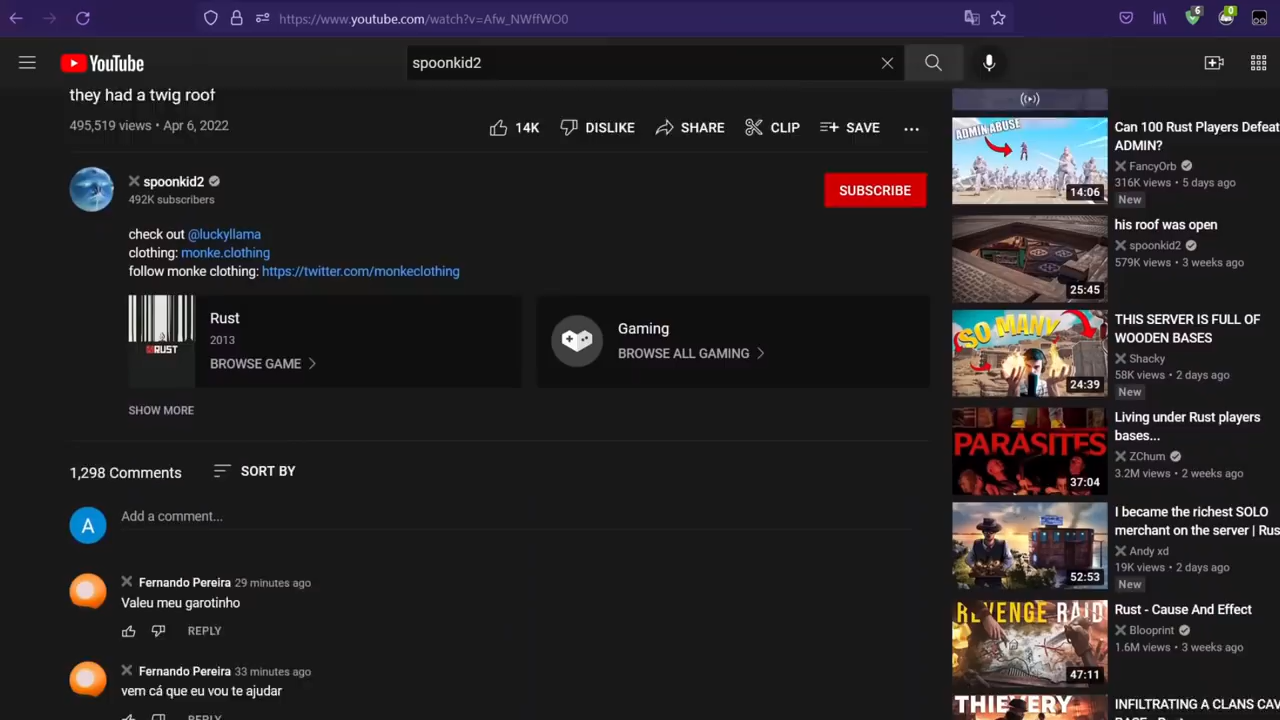 https://www.youtube.com/watch?v=Afw_NWffWO0
6
0
YouTube
spoonkid2
they had a twig roof
495,519 views • Apr 6, 2022
14K
DISLIKE
SHARE
CLIP
SAVE
spoonkid2
492K subscribers
SUBSCRIBE
check out @luckyllama
clothing: monke.clothing
follow monke clothing: https://twitter.com/monkeclothing
RUST
Rust
2013
BROWSE GAME
Gaming
BROWSE ALL GAMING
SHOW MORE
1,298 Comments
SORT BY
A
Add a comment...
Fernando Pereira 29 minutes ago
Valeu meu garotinho
REPLY
Fernando Pereira 33 minutes ago
vem cá que eu vou te ajudar
REPLY
ADMIN ABUSE
14:06
Can 100 Rust Players Defeat
ADMIN?
FancyOrb
316K views • 5 days ago
New
25:45
his roof was open
spoonkid2
579K views • 3 weeks ago
SO MANY
24:39
THIS SERVER IS FULL OF
WOODEN BASES
Shacky
58K views • 2 days ago
New
PARASITES
37:04
Living under Rust players
bases...
ZChum
3.2M views • 2 weeks ago
52:53
I became the richest SOLO
merchant on the server | Rus
Andy xd
19K views • 2 days ago
New
REVENGE RAID
47:11
Rust - Cause And Effect
Blooprint
1.6M views • 3 weeks ago
THIEVERY
INFILTRATING A CLANS CAV